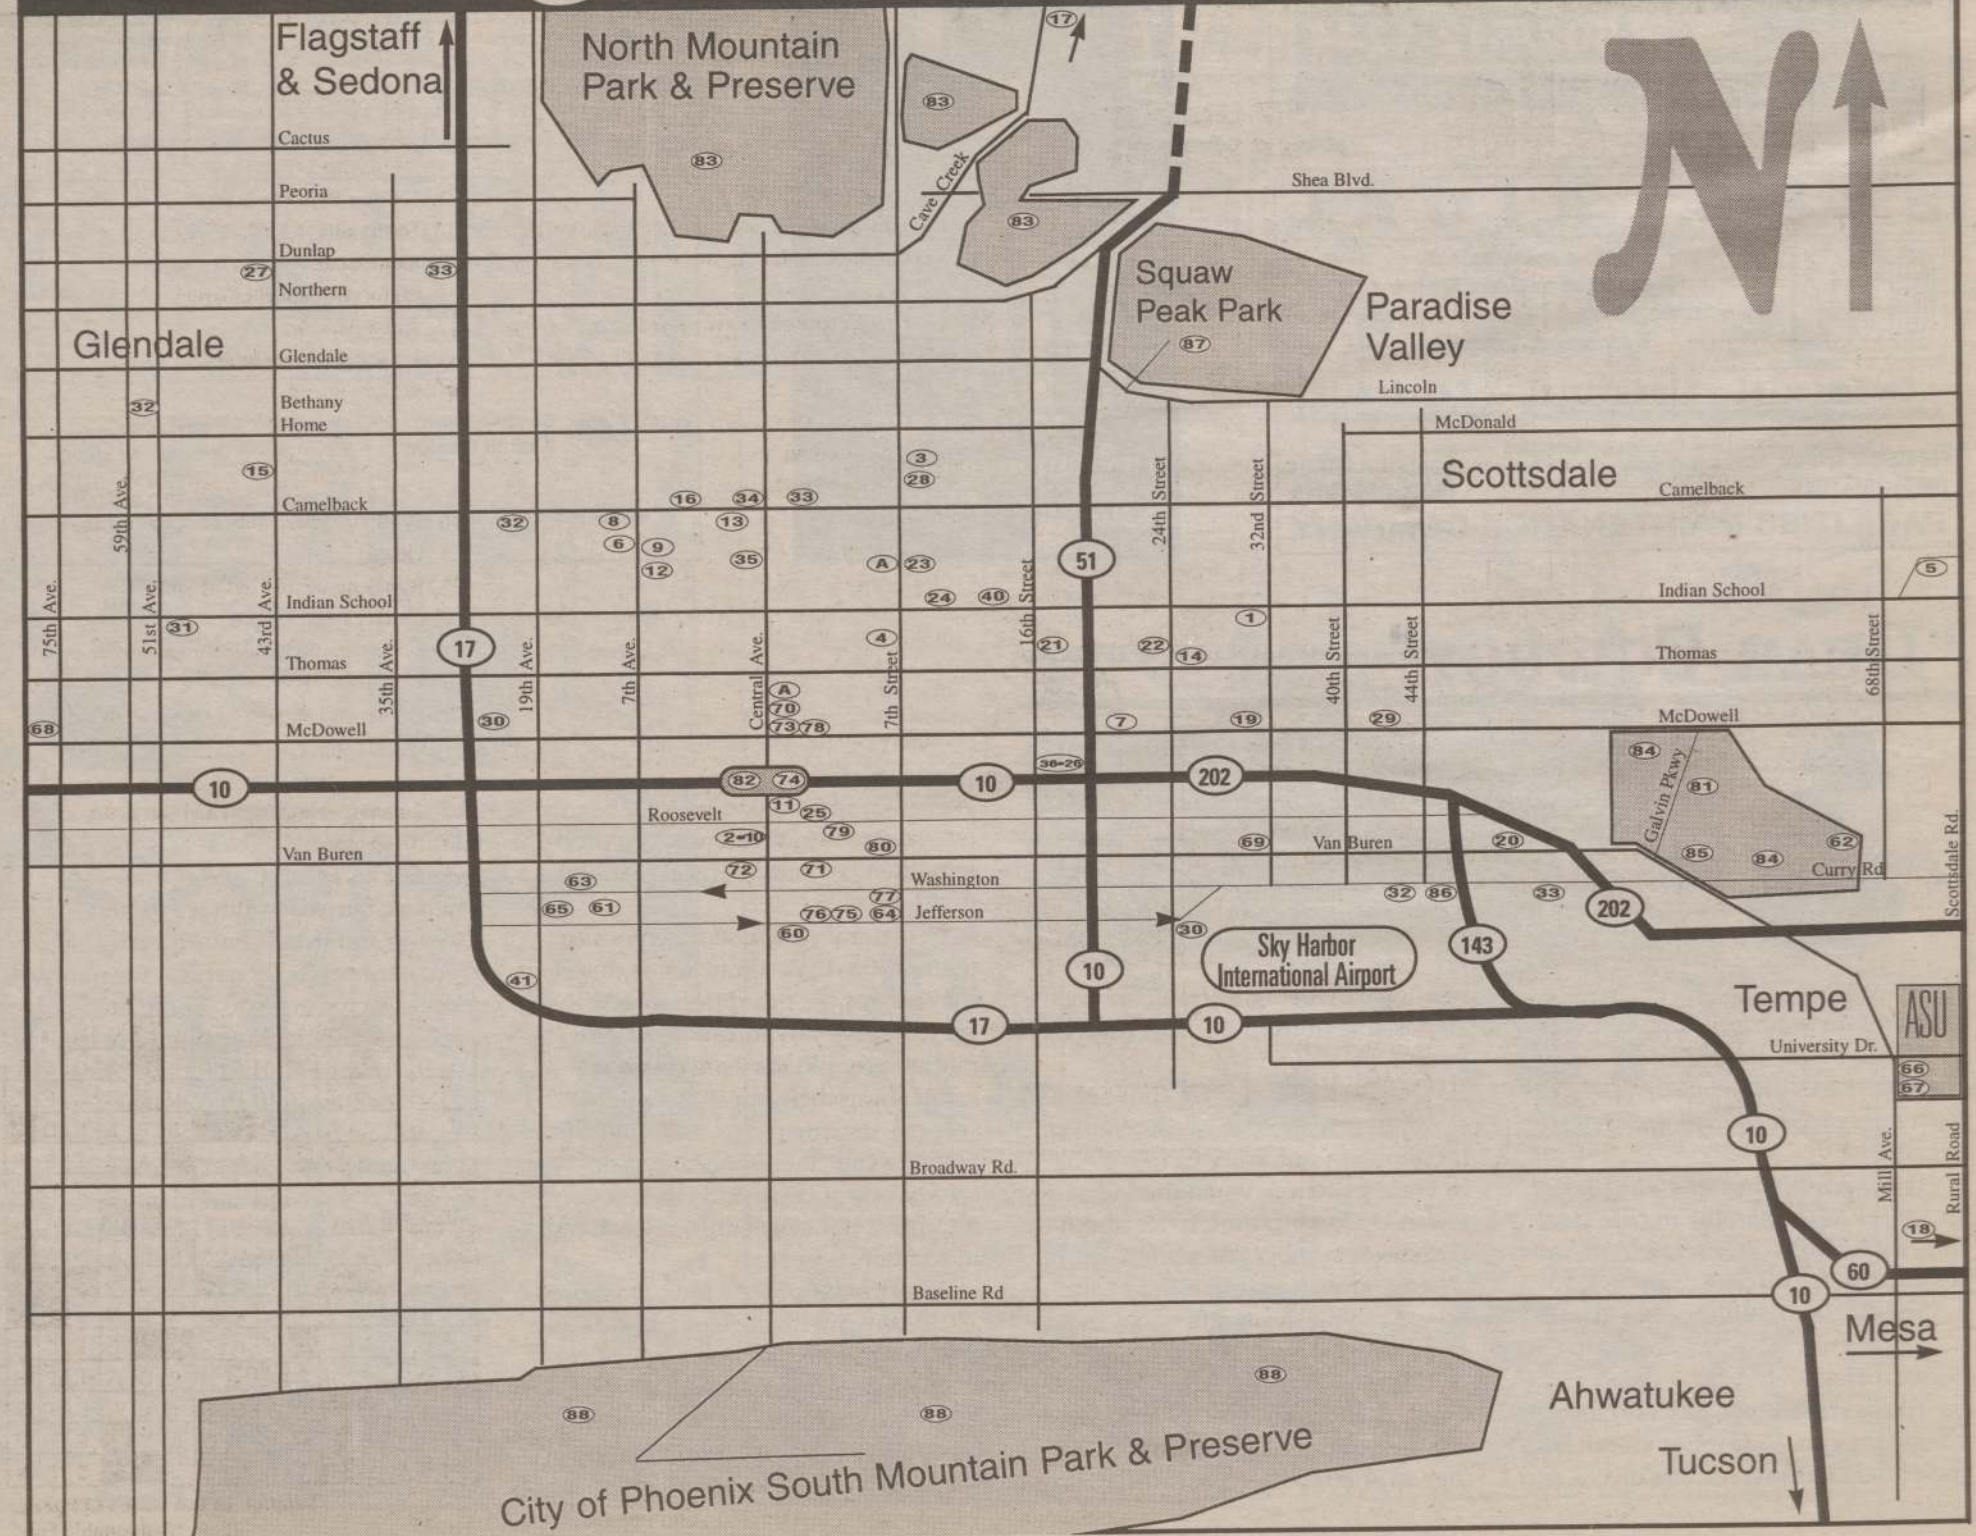 Flagstaff
& Sedona
North Mountain
Park & Preserve
17
83
N
Cactus
83
Cave Creek
Peoria
Shea Blvd.
83
Dunlap
27
33
Northern
Squaw
Peak Park
87
Paradise
Valley
Glendale
Glendale
Lincoln
32
Bethany
Home
McDonald
15
3
28
Scottsdale
Camelback
16
34
33
Camelback
59th Ave.
32
8
13
6
9
12
35
A
23
51
24th Street
32nd Street
5
24
40
16th Street
Indian School
Indian School
75th Ave.
51st Ave.
31
43rd Ave.
1
17
4
21
22
14
Thomas
Thomas
35th Ave.
19th Ave.
7th Ave.
Central Ave.
7th Street
40th Street
44th Street
68th Street
A
70
73
78
68
30
7
19
29
McDowell
McDowell
84
Galvin Pkwy
81
10
82
74
10
36-26
202
11
25
Roosevelt
2-10
79
80
69
Van Buren
20
62
85
84
Curry Rd
Van Buren
72
71
63
Washington
77
32
86
33
202
Scottsdale Rd.
65
61
76
75
64
Jefferson
60
30
Sky Harbor
International Airport
143
41
10
17
10
Tempe
ASU
University Dr.
66
67
10
Broadway Rd.
Mill Ave.
Rural Road
18
60
Baseline Rd
10
Mesa
88
88
88
Ahwatukee
City of Phoenix South Mountain Park & Preserve
Tucson